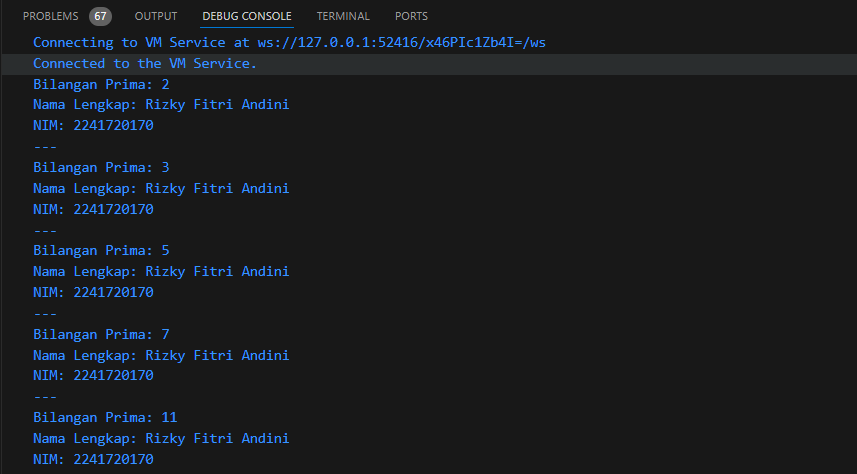 PROBLEMS 67 OUTPUT DEBUG CONSOLE TERMINAL PORTS
Connecting to VM Service at ws://127.0.0.1:52416/x46PIc1Zb4I=/ws
Connected to the VM Service.
Bilangan Prima: 2
Nama Lengkap: Rizky Fitri Andini
NIM: 2241720170
---
Bilangan Prima: 3
Nama Lengkap: Rizky Fitri Andini
NIM: 2241720170
---
Bilangan Prima: 5
Nama Lengkap: Rizky Fitri Andini
NIM: 2241720170
---
Bilangan Prima: 7
Nama Lengkap: Rizky Fitri Andini
NIM: 2241720170
---
Bilangan Prima: 11
Nama Lengkap: Rizky Fitri Andini
NIM: 2241720170